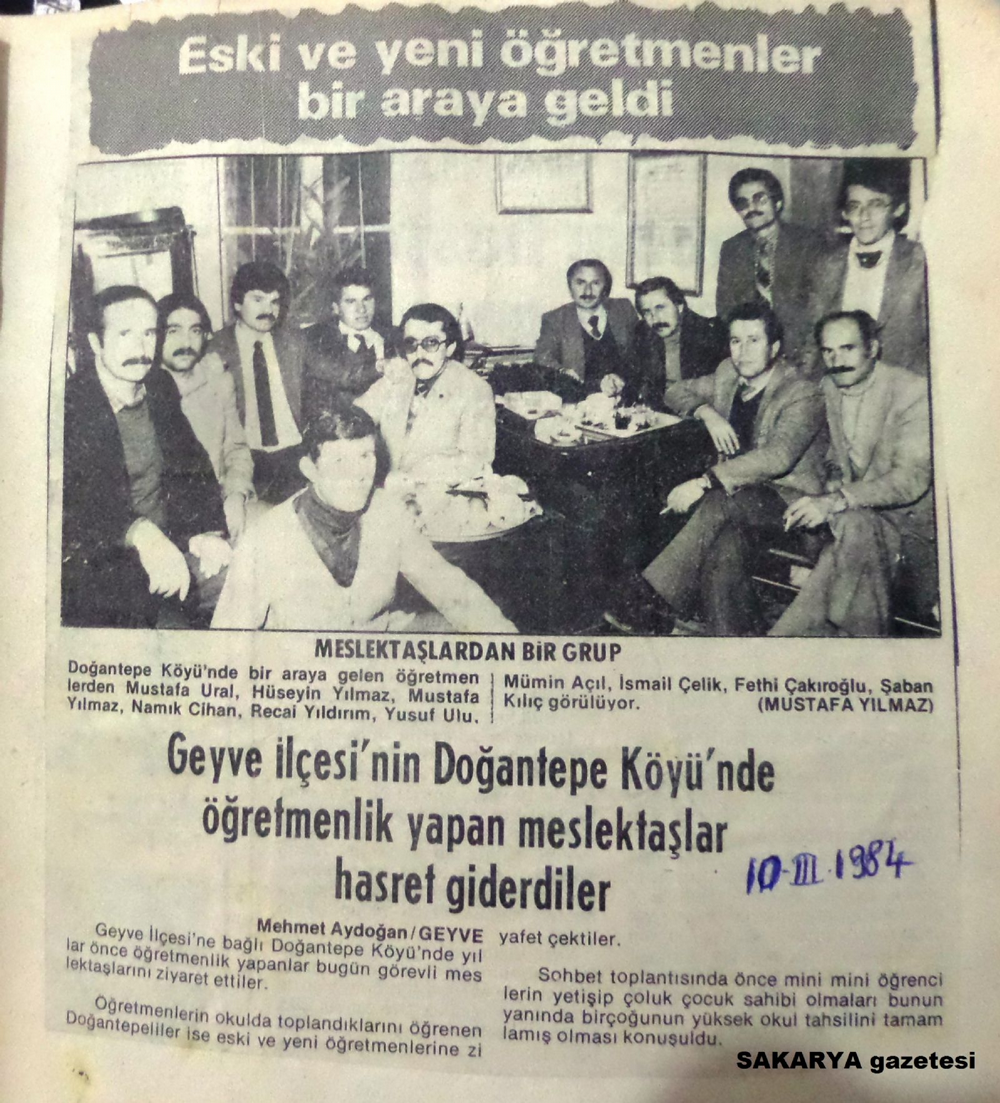 Eski ve yeni öğretmenler
bir araya geldi
MESLEKTAŞLARDAN BİR GRUP
Doğantepe Köyü'nde bir araya gelen öğretmen
lerden Mustafa Ural, Hüseyin Yılmaz, Mustafa
Yılmaz, Namık Cihan, Recai Yıldırım, Yusuf Ulu,
Mümin Açıl, İsmail Çelik, Fethi Çakıroğlu, Şaban
Kılıç görülüyor. (MUSTAFA YILMAZ)
Geyve İlçesi'nin Doğantepe Köyü'nde
öğretmenlik yapan meslektaşlar
hasret giderdiler
10-III.1984
Mehmet Aydoğan/GEYVE
Geyve İlçesi'ne bağlı Doğantepe Köyü'nde yıl
lar önce öğretmenlik yapanlar bugün görevli mes
lektaşlarını ziyaret ettiler.
Öğretmenlerin okulda toplandıklarını öğrenen
Doğantepeliler ise eski ve yeni öğretmenlerine zi
yafet çektiler.
Sohbet toplantısında önce mini mini öğrenci
lerin yetişip çoluk çocuk sahibi olmaları bunun
yanında birçoğunun yüksek okul tahsilini tamam
lamış olması konuşuldu.
SAKARYA gazetesi